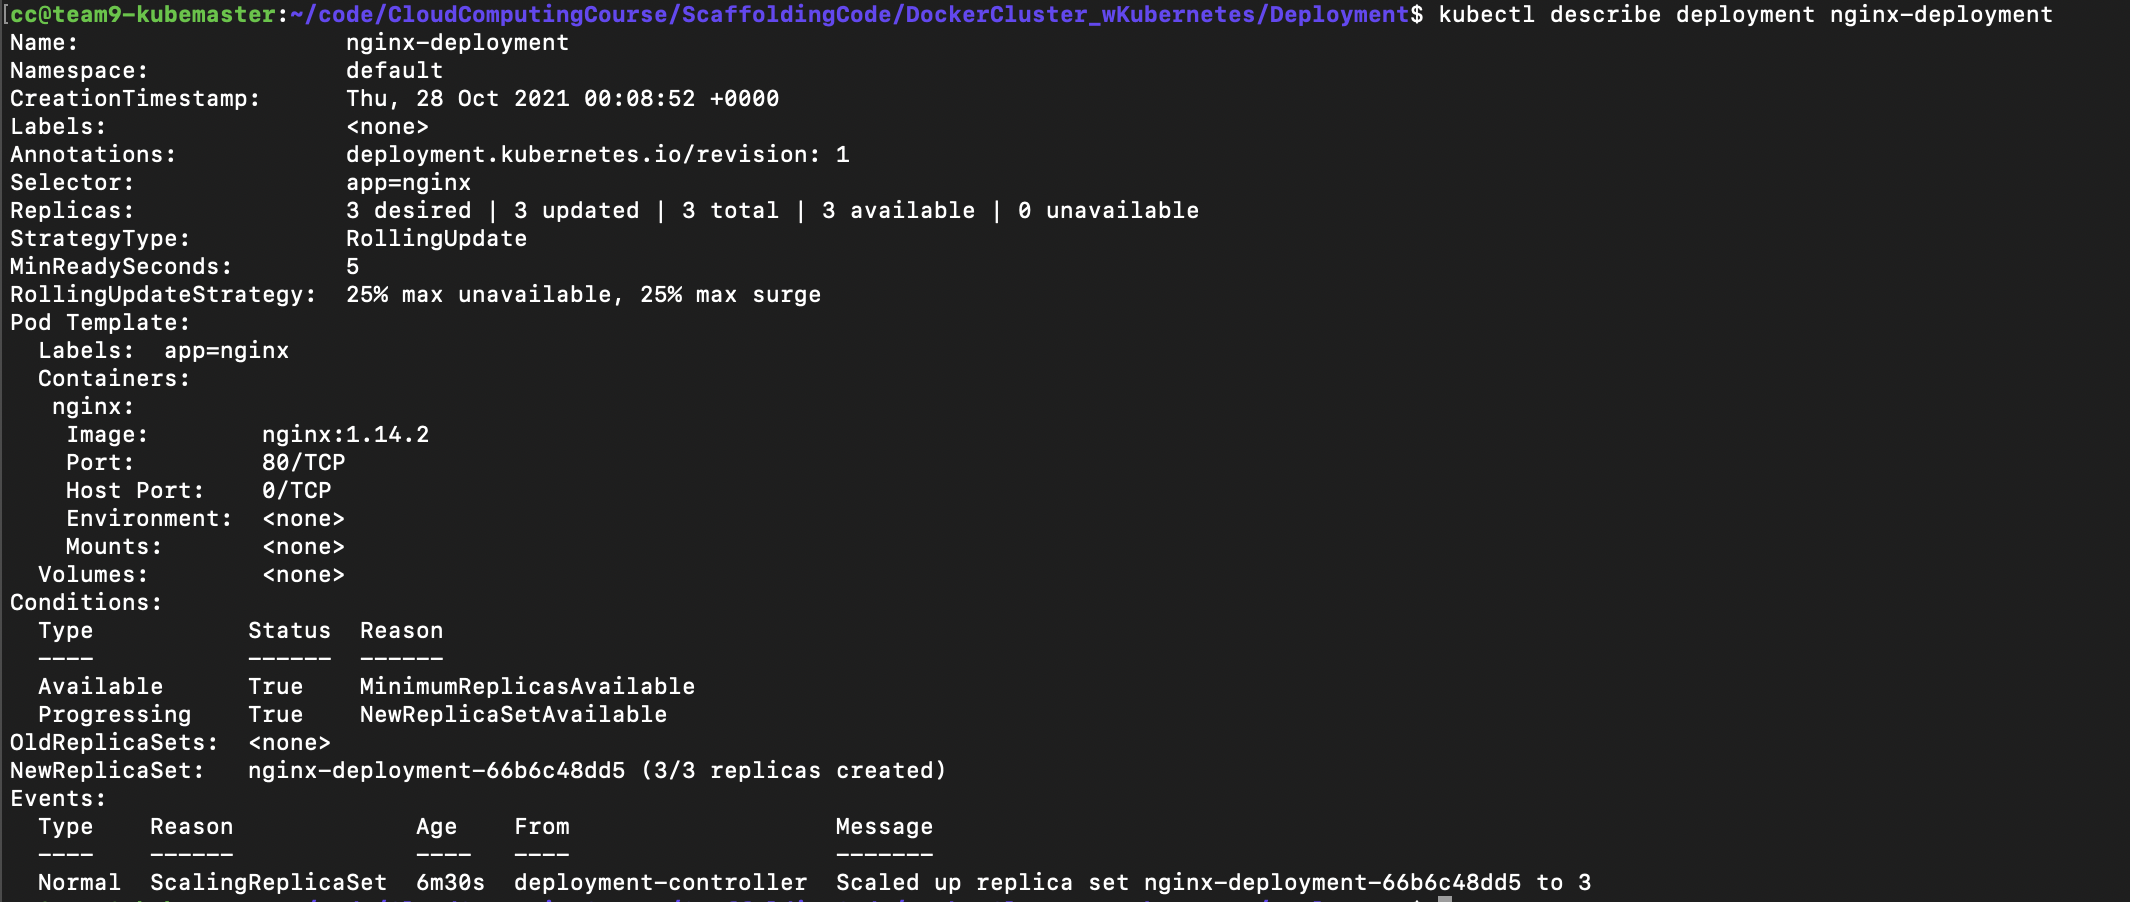 [cc@team9-kubemaster:~/code/CloudComputingCourse/ScaffoldingCode/DockerCluster_wKubernetes/Deployment$ kubectl describe deployment nginx-deployment
Name:                   nginx-deployment
Namespace:              default
CreationTimestamp:      Thu, 28 Oct 2021 00:08:52 +0000
Labels:                 <none>
Annotations:            deployment.kubernetes.io/revision: 1
Selector:               app=nginx
Replicas:               3 desired | 3 updated | 3 total | 3 available | 0 unavailable
StrategyType:           RollingUpdate
MinReadySeconds:        5
RollingUpdateStrategy:  25% max unavailable, 25% max surge
Pod Template:
  Labels:  app=nginx
  Containers:
   nginx:
    Image:        nginx:1.14.2
    Port:         80/TCP
    Host Port:    0/TCP
    Environment:  <none>
    Mounts:       <none>
  Volumes:        <none>
Conditions:
  Type           Status  Reason
  ----           ------  ------
  Available      True    MinimumReplicasAvailable
  Progressing    True    NewReplicaSetAvailable
OldReplicaSets:  <none>
NewReplicaSet:   nginx-deployment-66b6c48dd5 (3/3 replicas created)
Events:
  Type    Reason             Age    From                   Message
  ----    ------             ----   ----                   -------
  Normal  ScalingReplicaSet  6m30s  deployment-controller  Scaled up replica set nginx-deployment-66b6c48dd5 to 3